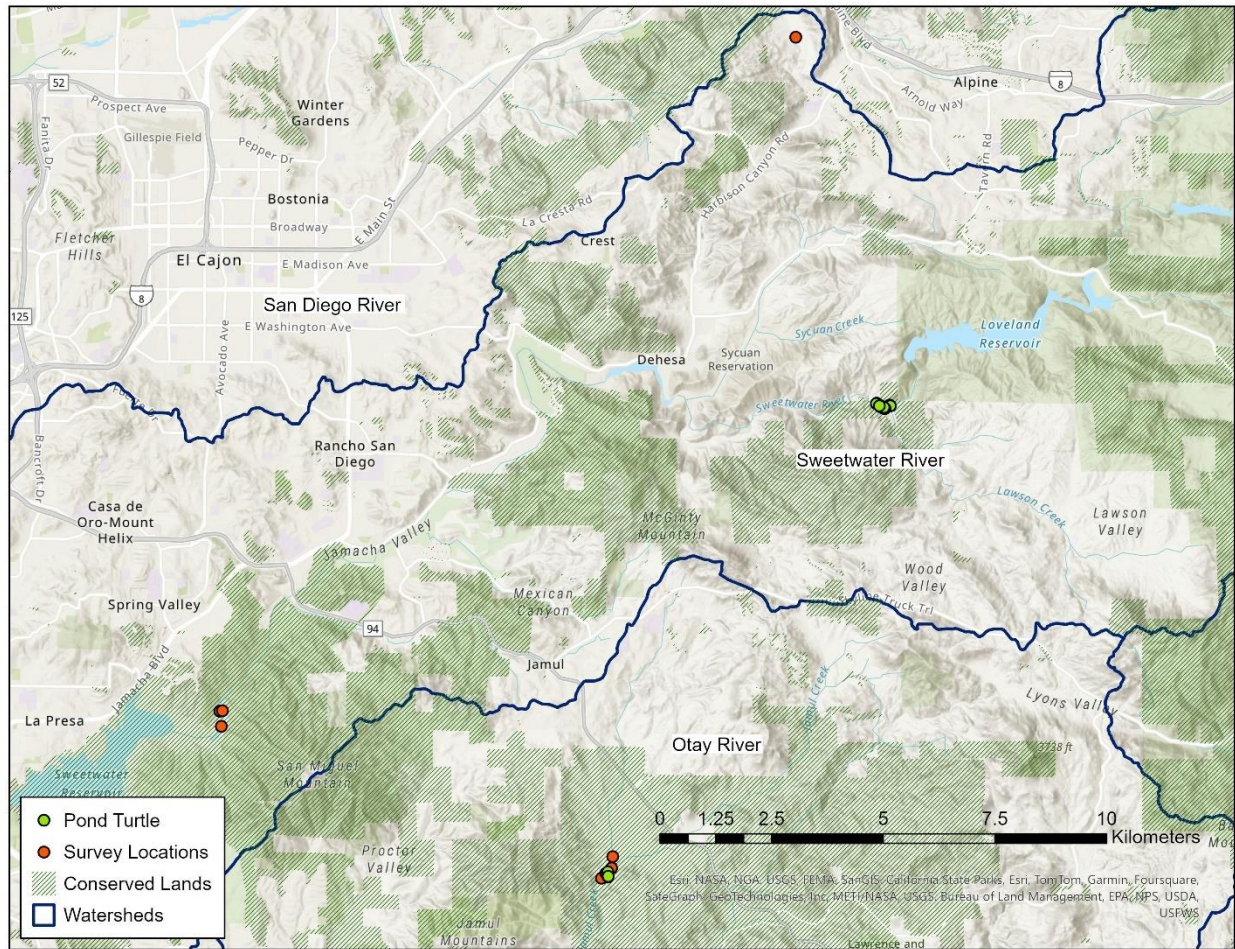 52
Prospect Ave
Winter
Gardens
Alpine
8
Arnold Way
Fanita Dr
Gillespie Field
Pepper Dr
Tavern Rd
Harbison Canyon Rd
Bostonia
La Cresta Rd
Broadway
E Main St
Fletcher
Hills
El Cajon
E Madison Ave
Crest
8
San Diego River
125
E Washington Ave
Avocado Ave
Sycuan Creek
Loveland
Reservoir
Dehesa
Sycuan
Reservation
Sweetwater River
Bancroft Dr
Rancho San
Diego
Sweetwater River
Casa de
Oro-Mount
Helix
Lawson Creek
Lawson
Valley
McGinty
Mountain
Jamacha Valley
Wood
Valley
Mexican
Canyon
Truck Trl
Spring Valley
94
Jamul
Jamul Creek
Jamacha Blvd
Lyons Valley
La Presa
Otay River
3738 ft
San Miguel
Mountain
Sweetwater
Reservoir
0 1.25 2.5 5 7.5 10
Kilometers
Pond Turtle
Survey Locations
Conserved Lands
Watersheds
Proctor
Valley
Jamul
Mountains
Esri, NASA, NGA, USGS, FEMA, SanGIS, California State Parks, Esri, TomTom, Garmin, Foursquare,
SafeGraph, GeoTechnologies, Inc, METI/NASA, USGS, Bureau of Land Management, EPA, NPS, USDA,
USFWS
Lawrence and